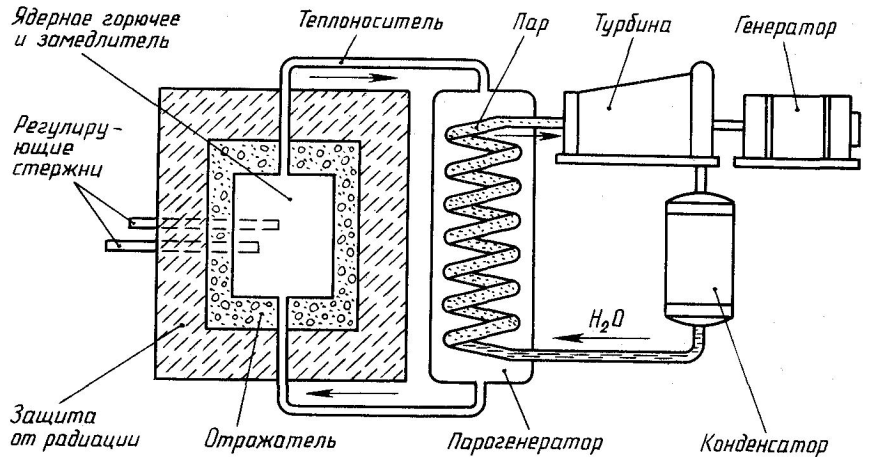 Ядерное горючее
и замедлитель
Теплоноситель
Пар
Турбина
Генератор
Регулиру-
ющие
стержни
H₂O
Защита
от радиации
Отражатель
Парогенератор
Конденсатор